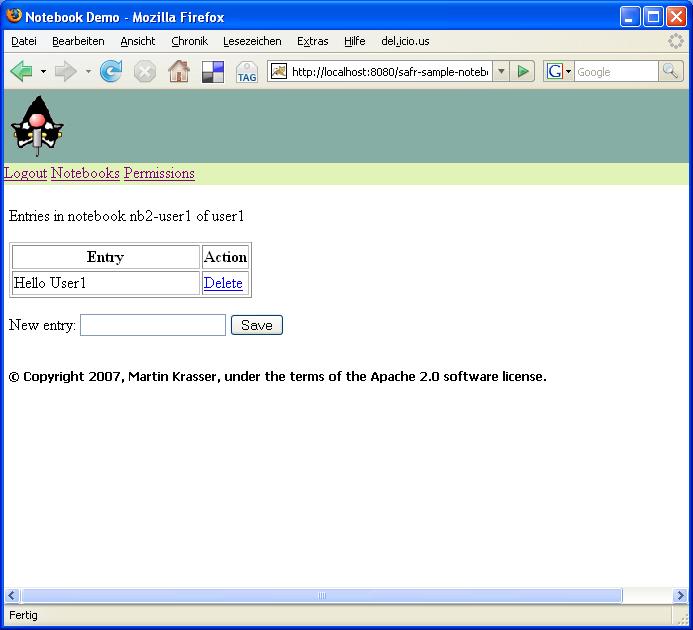 Notebook Demo - Mozilla Firefox
Datei Bearbeiten Ansicht Chronik Lesezeichen Extras Hilfe del.icio.us
TAG http://localhost:8080/safr-sample-noteb G Google
Logout Notebooks Permissions
Entries in notebook nb2-user1 of user1
Entry Action
Hello User1 Delete
New entry: Save
© Copyright 2007, Martin Krasser, under the terms of the Apache 2.0 software license.
Fertig